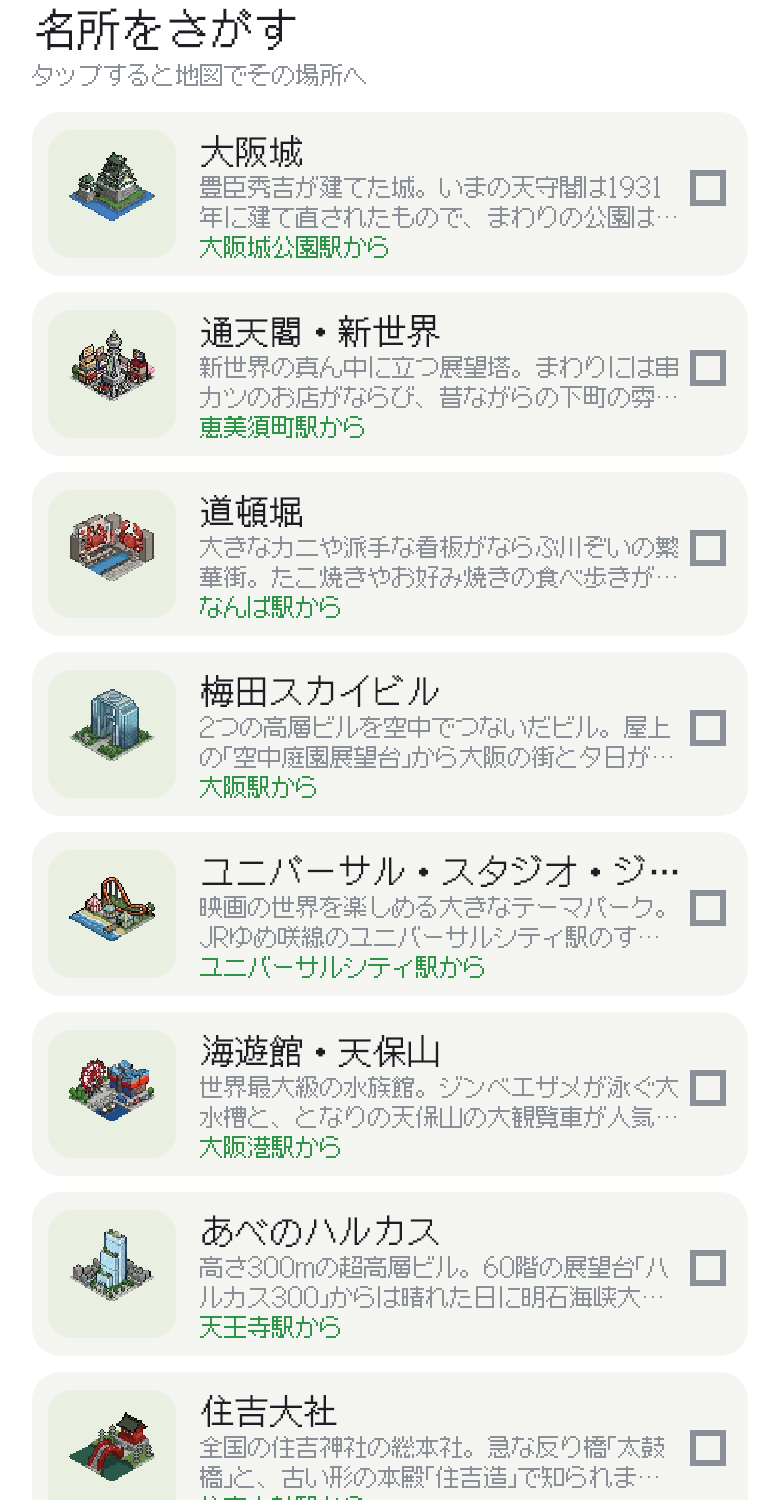 名所をさがす
タップすると地図でその場所へ
大阪城
豊臣秀吉が建てた城。いまの天守閣は1931
年に建て直されたもので、まわりの公園は…
大阪城公園駅から
通天閣・新世界
新世界の真ん中に立つ展望塔。まわりには串
カツのお店がならび、昔ながらの下町の雰…
恵美須町駅から
道頓堀
大きなカニや派手な看板がならぶ川ぞいの繁
華街。たこ焼きやお好み焼きの食べ歩きが…
なんば駅から
梅田スカイビル
2つの高層ビルを空中でつないだビル。屋上
の「空中庭園展望台」から大阪の街と夕日が…
大阪駅から
ユニバーサル・スタジオ・ジ…
映画の世界を楽しめる大きなテーマパーク。
JRゆめ咲線のユニバーサルシティ駅のす…
ユニバーサルシティ駅から
海遊館・天保山
世界最大級の水族館。ジンベエザメが泳ぐ大
水槽と、となりの天保山の大観覧車が人気…
大阪港駅から
あべのハルカス
高さ300mの超高層ビル。60階の展望台「ハ
ルカス300」からは晴れた日に明石海峡大…
天王寺駅から
住吉大社
全国の住吉神社の総本社。急な反り橋「太鼓
橋」と、古い形の本殿「住吉造」で知られま…